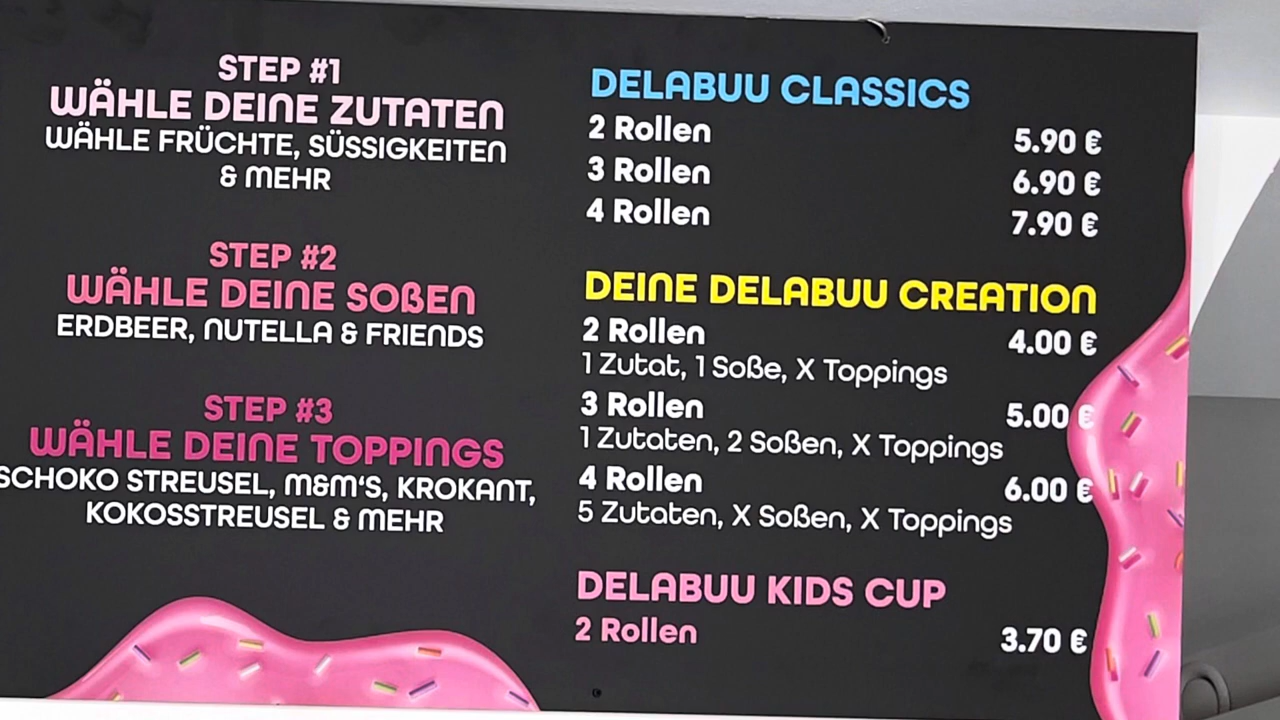 STEP #1
WÄHLE DEINE ZUTATEN
WÄHLE FRÜCHTE, SÜSSIGKEITEN
& MEHR
STEP #2
WÄHLE DEINE SOßEN
ERDBEER, NUTELLA & FRIENDS
STEP #3
WÄHLE DEINE TOPPINGS
SCHOKO STREUSEL, M&M'S, KROKANT,
KOKOSSTREUSEL & MEHR
DELABUU CLASSICS
2 Rollen 5.90 €
3 Rollen 6.90 €
4 Rollen 7.90 €
DEINE DELABUU CREATION
2 Rollen 4.00 €
1 Zutat, 1 Soße, X Toppings
3 Rollen 5.00 €
1 Zutaten, 2 Soßen, X Toppings
4 Rollen 6.00 €
5 Zutaten, X Soßen, X Toppings
DELABUU KIDS CUP
2 Rollen 3.70 €